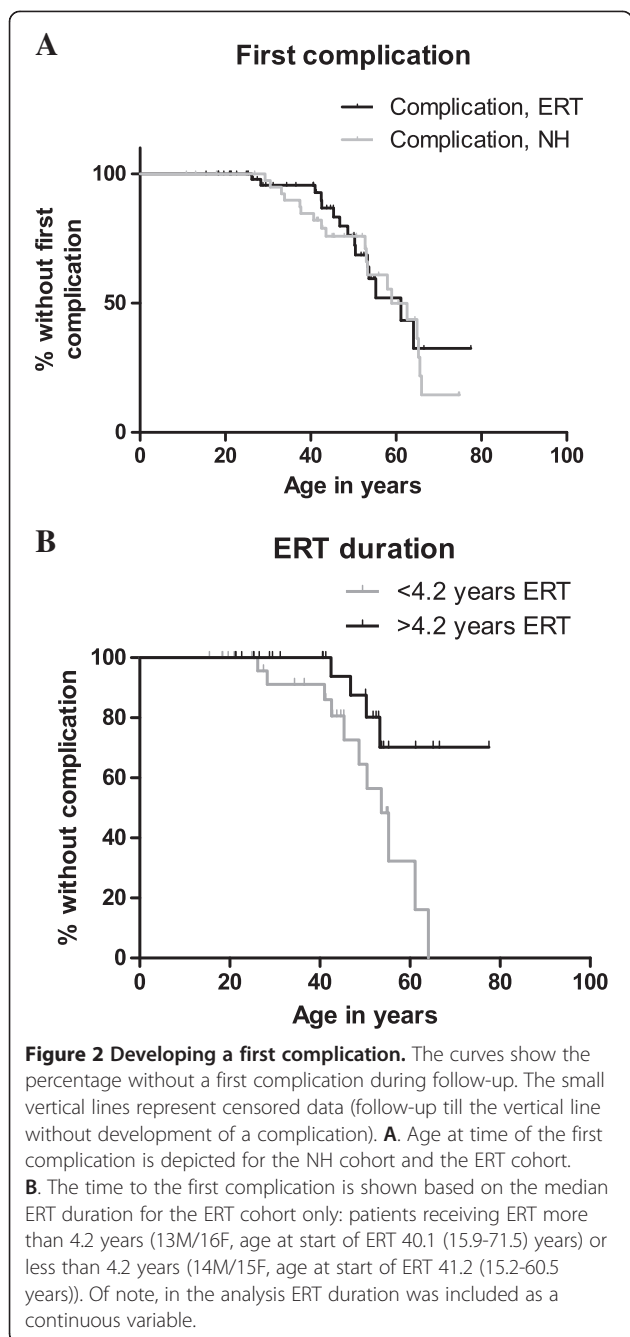 A
First complication
Complication, ERT
Complication, NH
100
50
0
% without first
complication
0 20 40 60 80 100
Age in years
B
ERT duration
<4.2 years ERT
>4.2 years ERT
100
80
60
40
20
0
% without complication
0 20 40 60 80 100
Age in years
Figure 2 Developing a first complication. The curves show the
percentage without a first complication during follow-up. The small
vertical lines represent censored data (follow-up till the vertical line
without development of a complication). A. Age at time of the first
complication is depicted for the NH cohort and the ERT cohort.
B. The time to the first complication is shown based on the median
ERT duration for the ERT cohort only: patients receiving ERT more
than 4.2 years (13M/16F, age at start of ERT 40.1 (15.9-71.5) years) or
less than 4.2 years (14M/15F, age at start of ERT 41.2 (15.2-60.5
years)). Of note, in the analysis ERT duration was included as a
continuous variable.